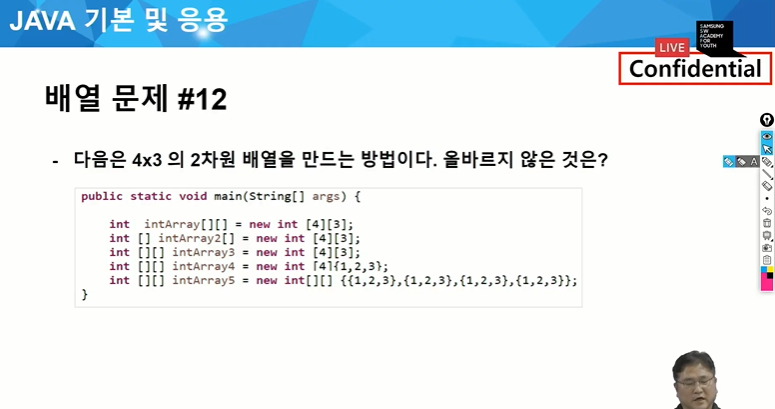 JAVA 기본 및 응용
SAMSUNG
SW
ACADEMY
FOR
YOUTH
LIVE
Confidential
배열 문제 #12
- 다음은 4x3 의 2차원 배열을 만드는 방법이다. 올바르지 않은 것은?
public static void main(String[] args) {
int intArray[][] = new int [4][3];
int [] intArray2[] = new int [4][3];
int [][] intArray3 = new int [4][3];
int [][] intArray4 = new int [4]{1,2,3};
int [][] intArray5 = new int[][] {{1,2,3},{1,2,3},{1,2,3},{1,2,3}};
}
A